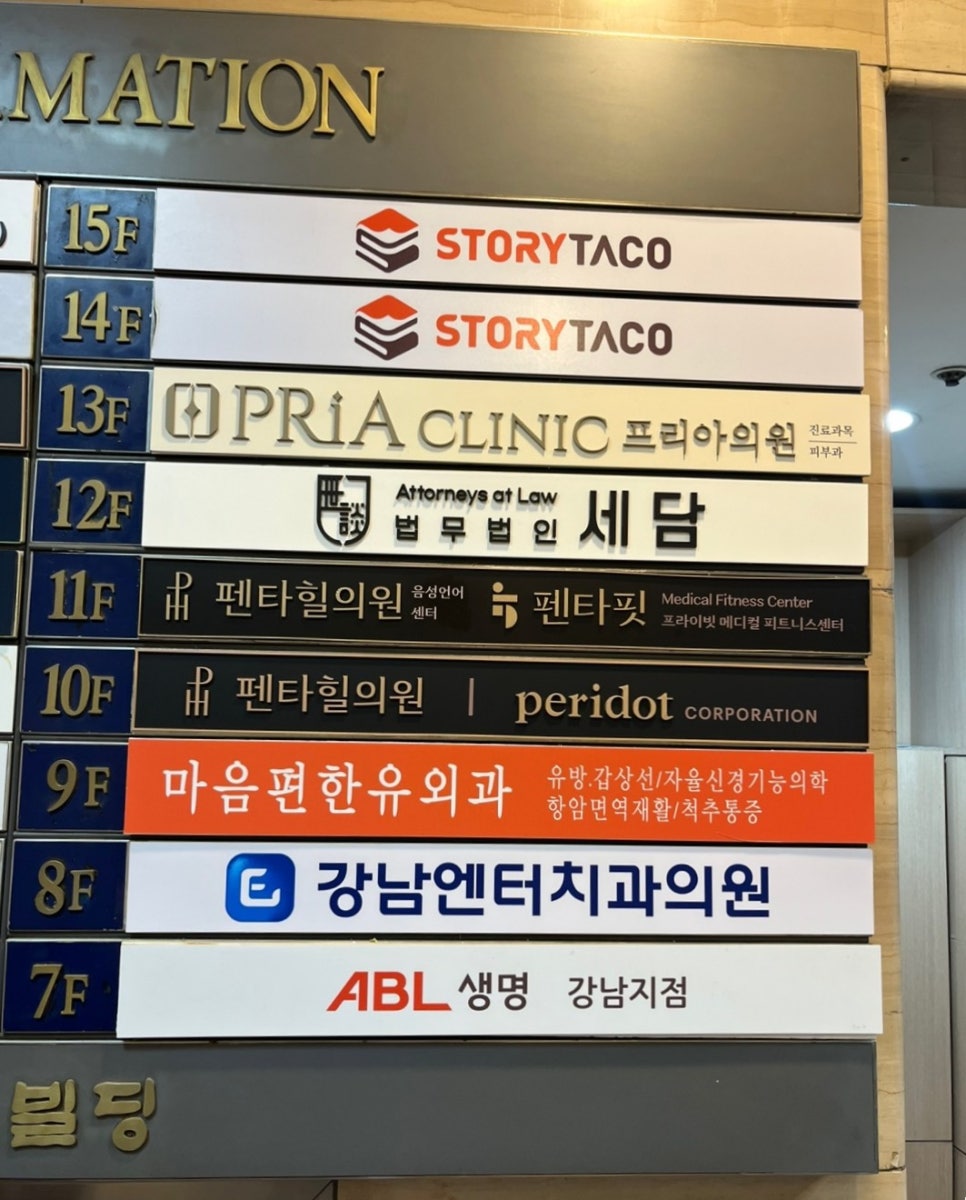 MATION
15F STORYTACO
14F STORYTACO
13F PRiA CLINIC 프리아의원 진료과목 피부과
12F 世談 Attorneys at Law 법무법인 세담
11F 펜타힐의원 음성언어센터 펜타핏 Medical Fitness Center 프라이빗 메디컬 피트니스센터
10F 펜타힐의원 | peridot CORPORATION
9F 마음편한유외과 유방.갑상선/자율신경기능의학 항암면역재활/척추통증
8F 강남엔터치과의원
7F ABL 생명 강남지점
빌딩